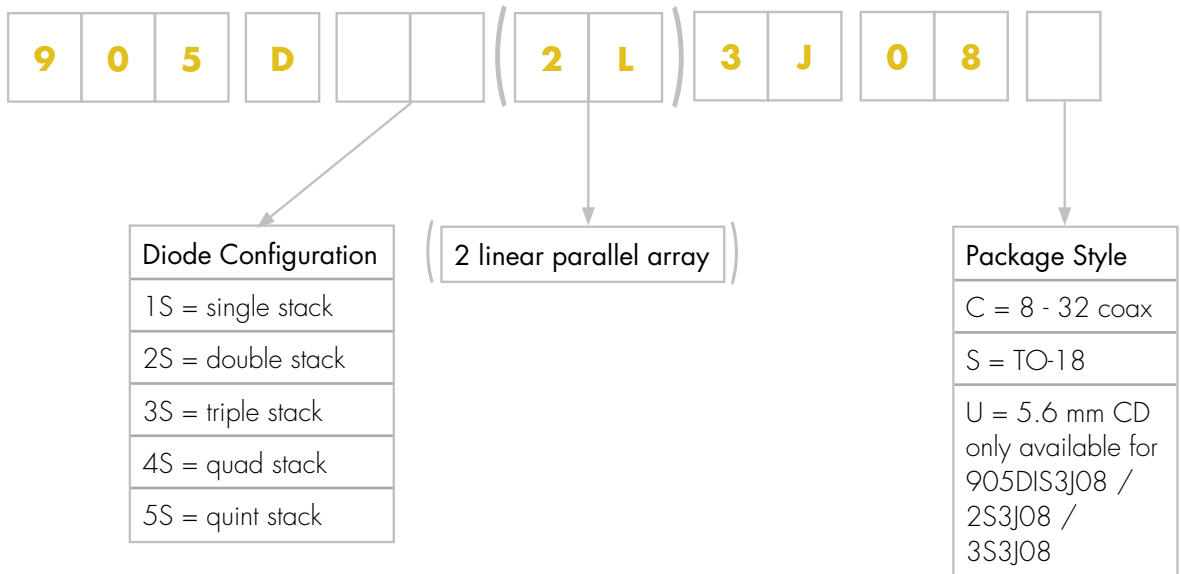 9 0 5 D ( 2 L ) 3 J 0 8
Diode Configuration
1S = single stack
2S = double stack
3S = triple stack
4S = quad stack
5S = quint stack
( 2 linear parallel array )
Package Style
C = 8 - 32 coax
S = TO-18
U = 5.6 mm CD
only available for
905DIS3J08 /
2S3J08 /
3S3J08